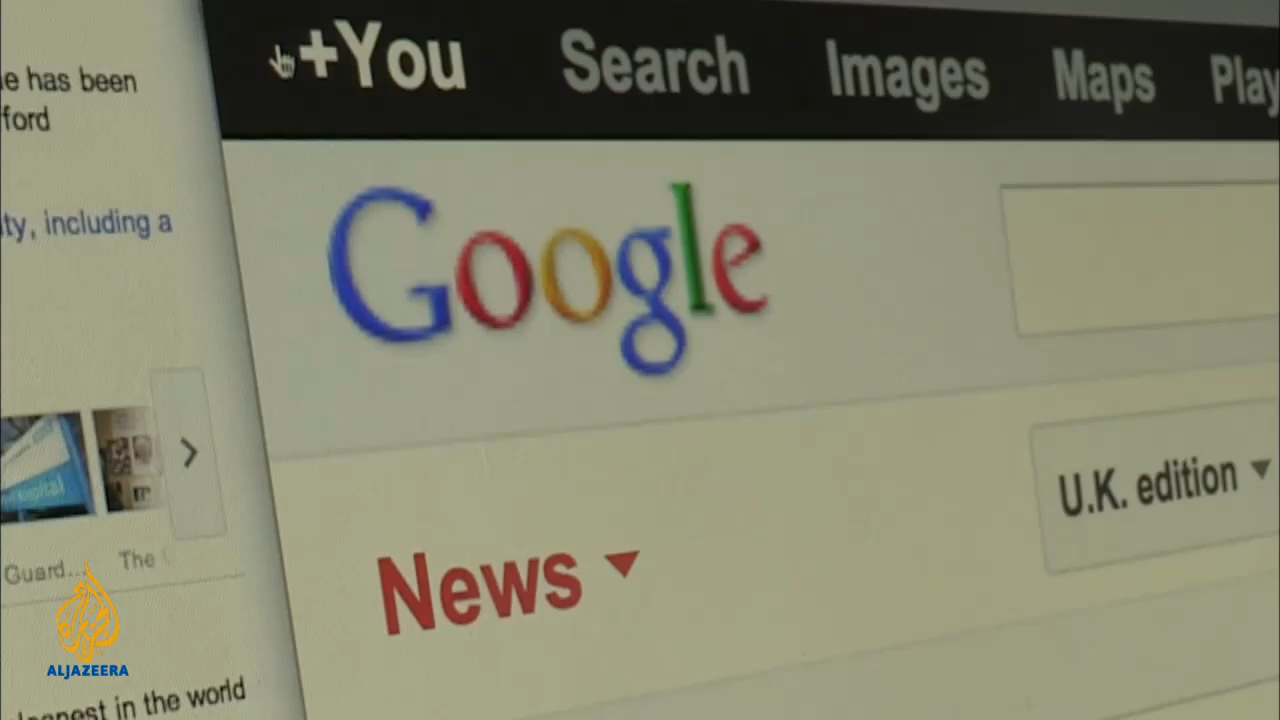 +You Search Images Maps Play
e has been
ford
Google
ty, including a
U.K. edition
News
Guard... The
ALJAZEERA
in the world